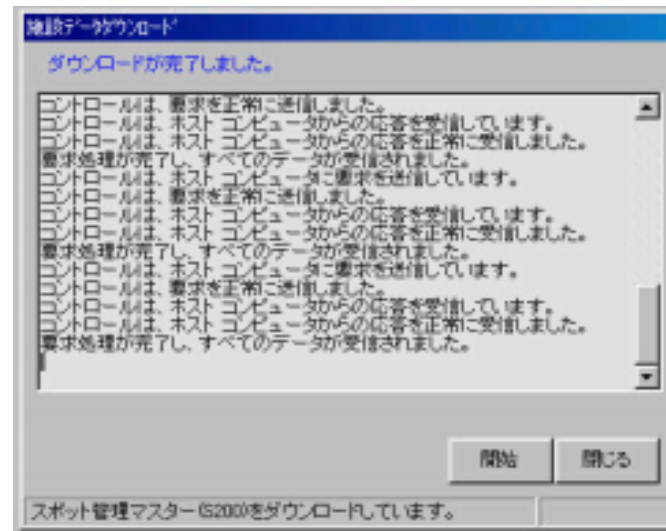 施設ﾃﾞｰﾀﾀﾞｳﾝﾛｰﾄﾞ
ダウンロードが完了しました。
コントロールは、要求を正常に送信しました。
コントロールは、ホスト コンピュータからの応答を受信しています。
コントロールは、ホスト コンピュータからの応答を正常に受信しました。
要求処理が完了し、すべてのデータが受信されました。
コントロールは、ホスト コンピュータに要求を送信しています。
コントロールは、要求を正常に送信しました。
コントロールは、ホスト コンピュータからの応答を受信しています。
コントロールは、ホスト コンピュータからの応答を正常に受信しました。
要求処理が完了し、すべてのデータが受信されました。
コントロールは、ホスト コンピュータに要求を送信しています。
コントロールは、要求を正常に送信しました。
コントロールは、ホスト コンピュータからの応答を受信しています。
コントロールは、ホスト コンピュータからの応答を正常に受信しました。
要求処理が完了し、すべてのデータが受信されました。
開始 閉じる
スポット管理マスター(S200)をダウンロードしています。